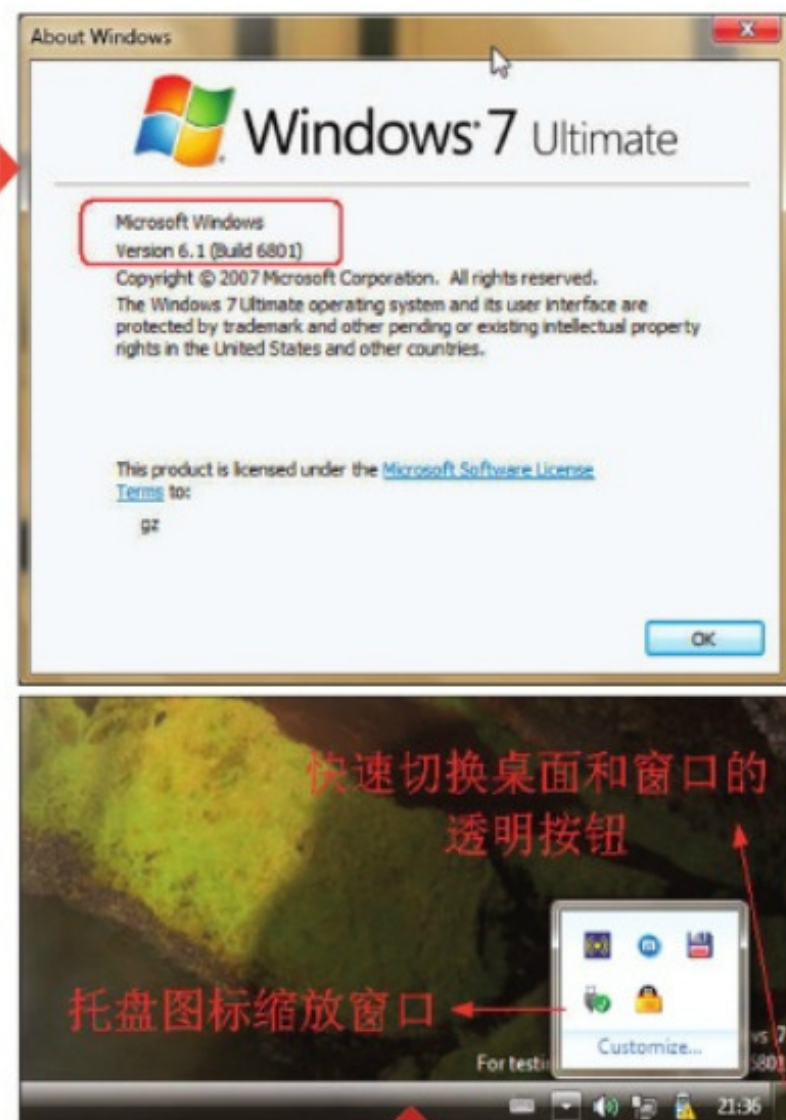 About Windows
Windows 7 Ultimate
Microsoft Windows
Version 6.1 (Build 6801)
Copyright © 2007 Microsoft Corporation. All rights reserved.
The Windows 7 Ultimate operating system and its user interface are
protected by trademark and other pending or existing intellectual property
rights in the United States and other countries.
This product is licensed under the Microsoft Software License
Terms to:
gz
OK
快速切换桌面和窗口的
透明按钮
托盘图标缩放窗口
Customize...
7
For testi
6801
21:36